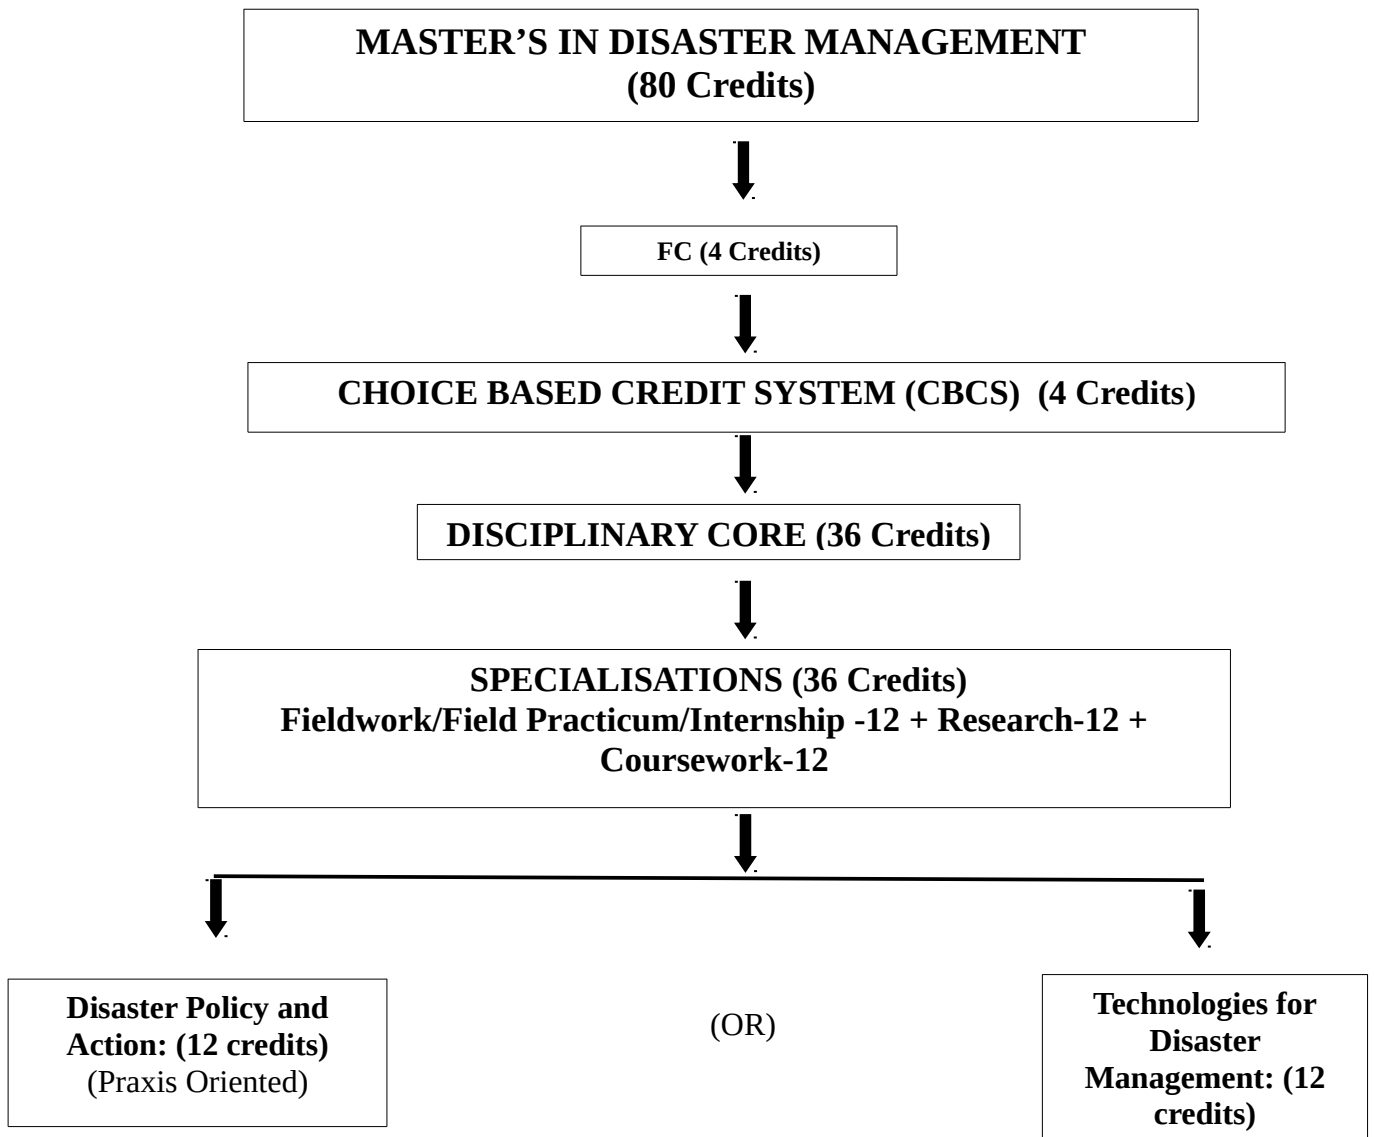 MASTER’S IN DISASTER MANAGEMENT
(80 Credits)
FC (4 Credits)
CHOICE BASED CREDIT SYSTEM (CBCS)  (4 Credits)
DISCIPLINARY CORE (36 Credits)
SPECIALISATIONS (36 Credits)
Fieldwork/Field Practicum/Internship -12 + Research-12 +
Coursework-12
Disaster Policy and
Action: (12 credits)
(Praxis Oriented)
(OR)
Technologies for
Disaster
Management: (12
credits)